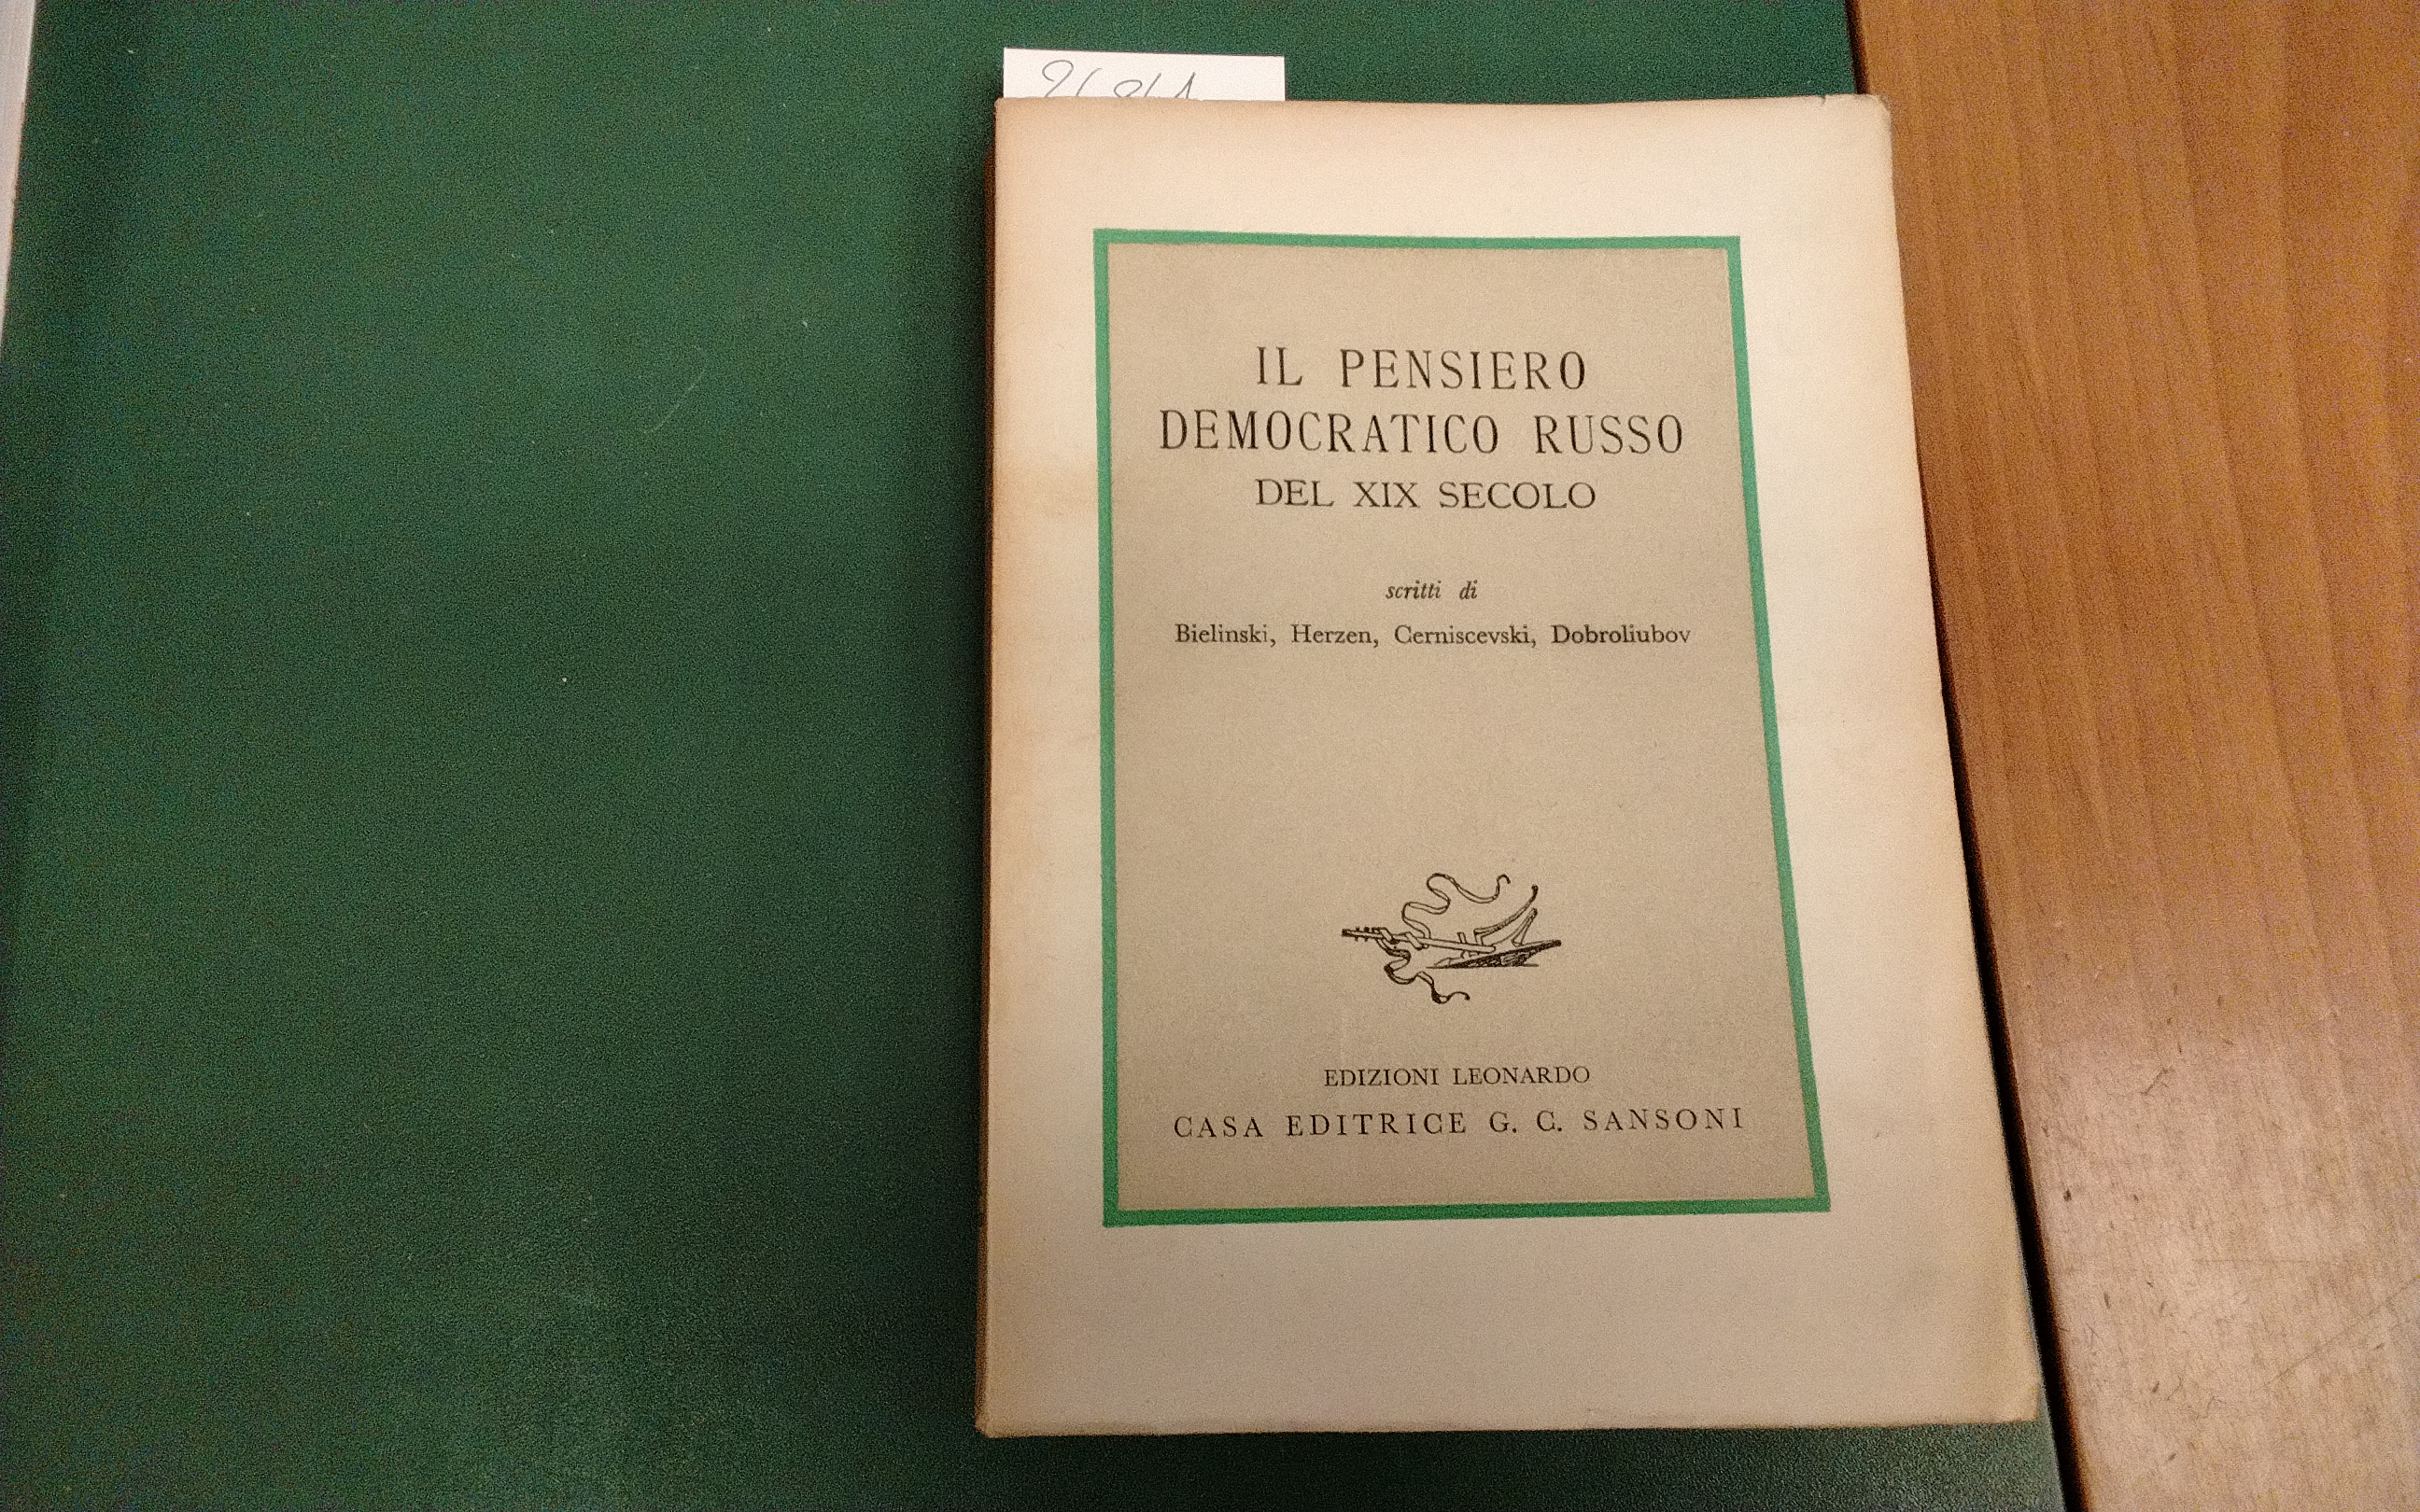 IL PENSIERO
DEMOCRATICO RUSSO
DEL XIX SECOLO
scritti di
Bielinski, Herzen, Cerniscevski, Dobroliubov
EDIZIONI LEONARDO
CASA EDITRICE G. C. SANSONI